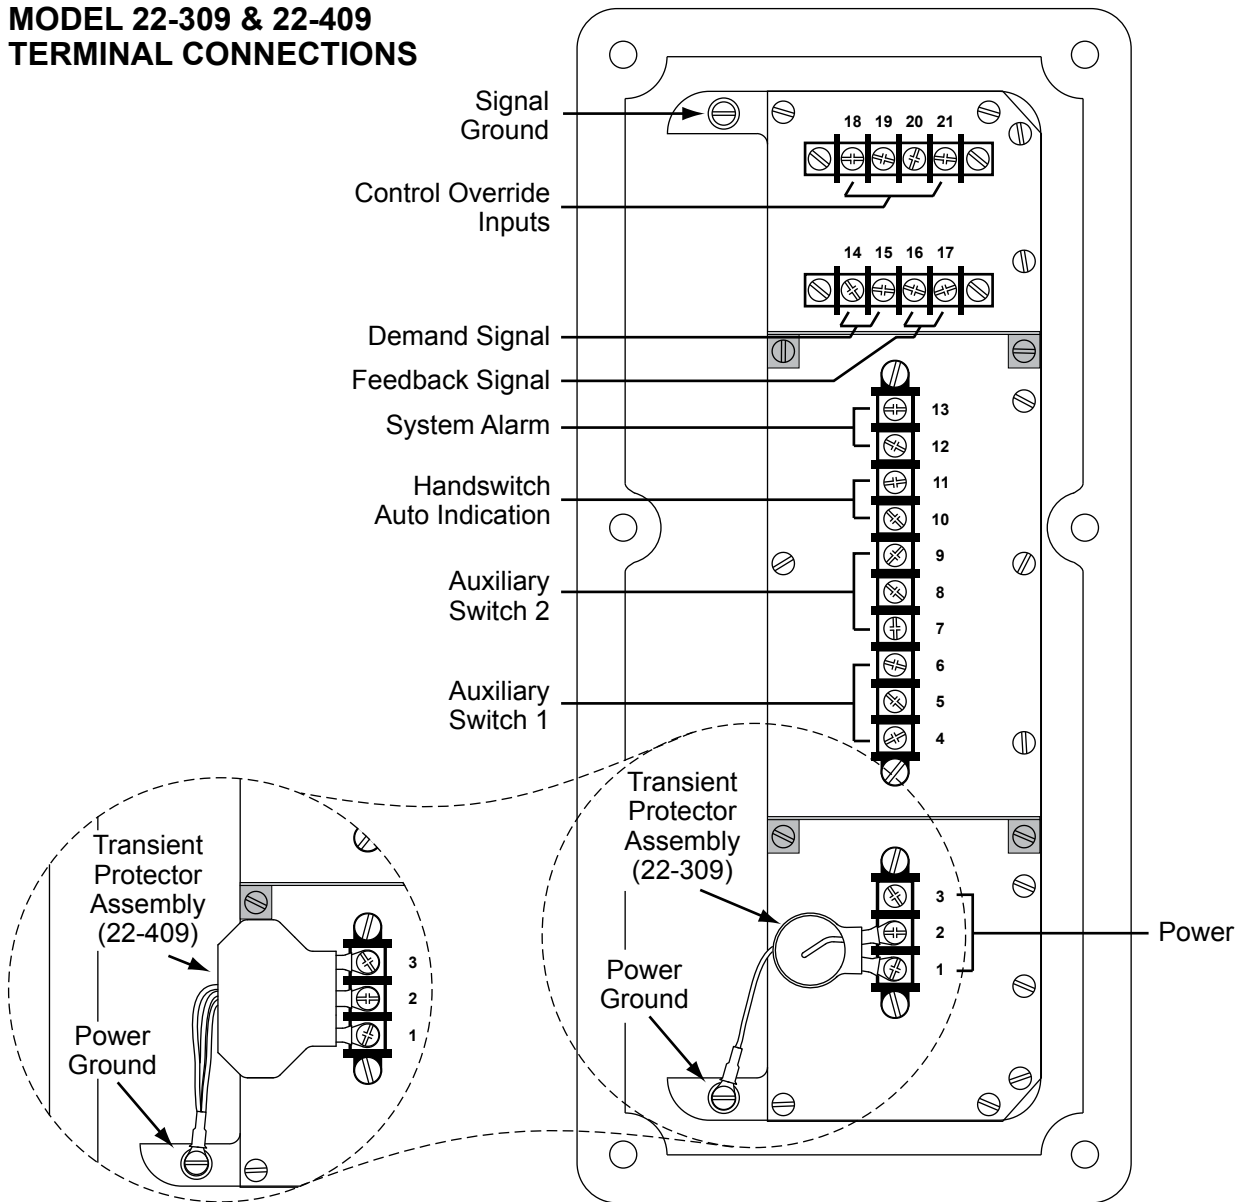 MODEL 22-309 & 22-409
TERMINAL CONNECTIONS
Signal
Ground
18 19 20 21
Control Override
Inputs
14 15 16 17
Demand Signal
Feedback Signal
System Alarm
13
12
Handswitch
Auto Indication
11
10
Auxiliary
Switch 2
9
8
7
Auxiliary
Switch 1
6
5
4
Transient
Protector
Assembly
(22-309)
3
2
1
Power
Power
Ground
Transient
Protector
Assembly
(22-409)
3
2
1
Power
Ground